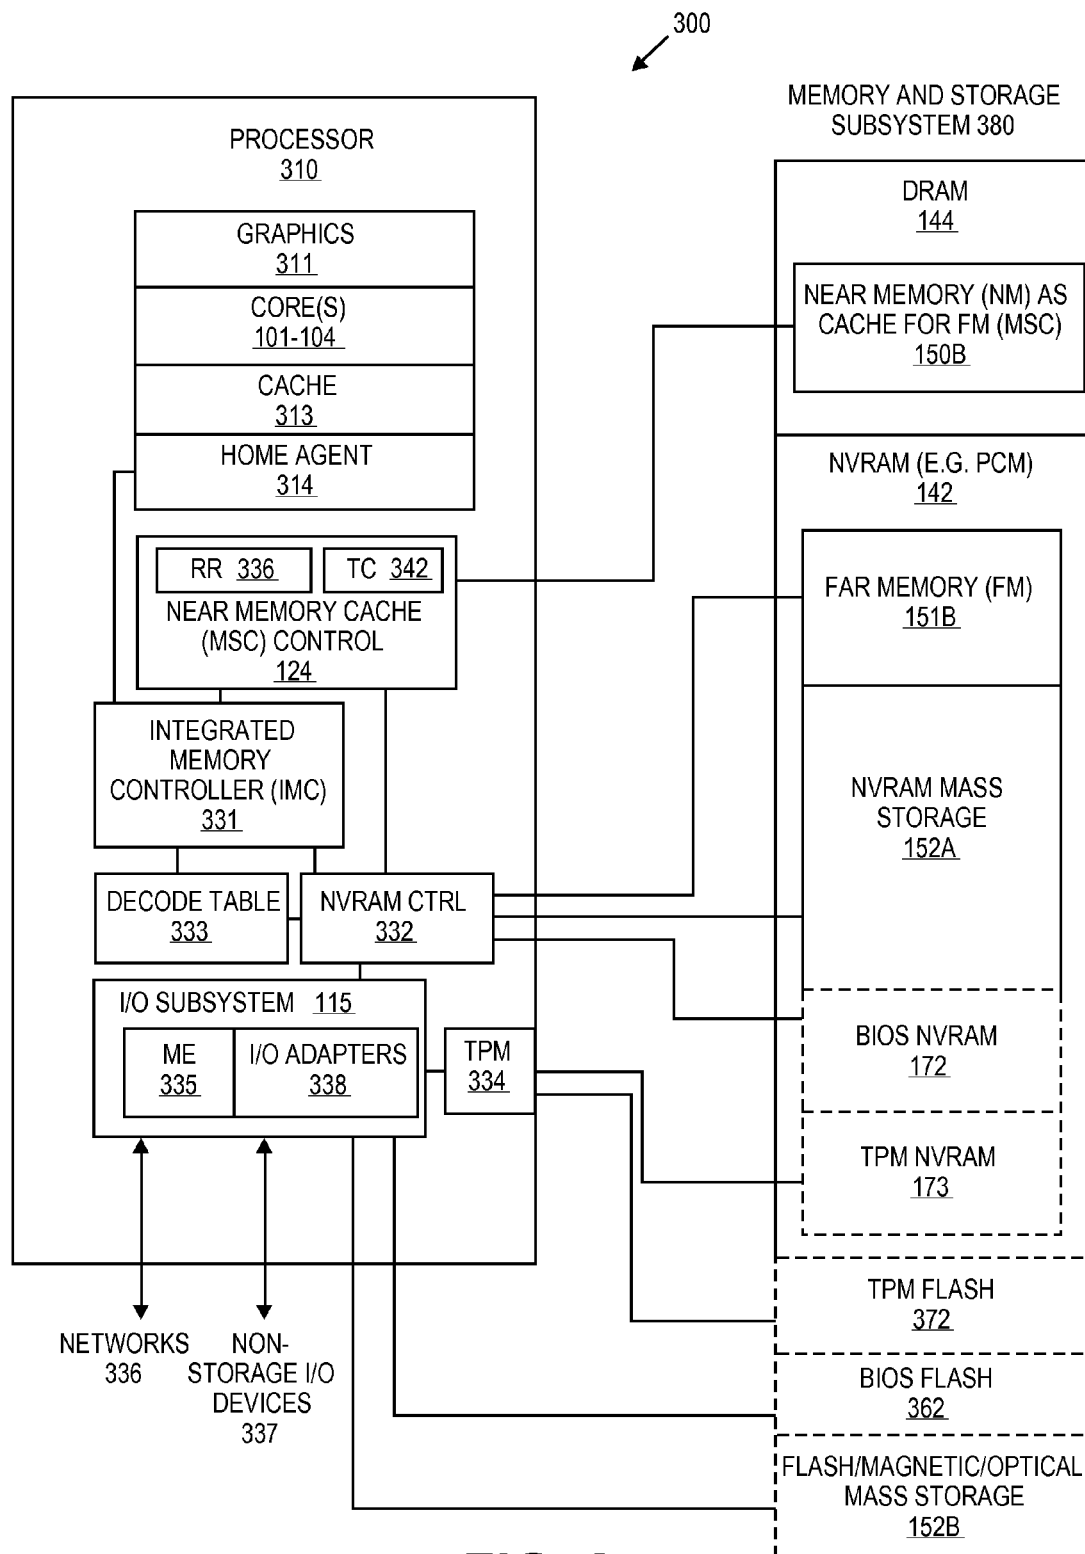 300
MEMORY AND STORAGE
SUBSYSTEM 380
PROCESSOR
310
GRAPHICS
311
CORE(S)
101-104
CACHE
313
HOME AGENT
314
RR 336
TC 342
NEAR MEMORY CACHE
(MSC) CONTROL
124
INTEGRATED
MEMORY
CONTROLLER (IMC)
331
DECODE TABLE
333
NVRAM CTRL
332
I/O SUBSYSTEM 115
ME
335
I/O ADAPTERS
338
TPM
334
NETWORKS
336
NON-
STORAGE I/O
DEVICES
337
DRAM
144
NEAR MEMORY (NM) AS
CACHE FOR FM (MSC)
150B
NVRAM (E.G. PCM)
142
FAR MEMORY (FM)
151B
NVRAM MASS
STORAGE
152A
BIOS NVRAM
172
TPM NVRAM
173
TPM FLASH
372
BIOS FLASH
362
FLASH/MAGNETIC/OPTICAL
MASS STORAGE
152B